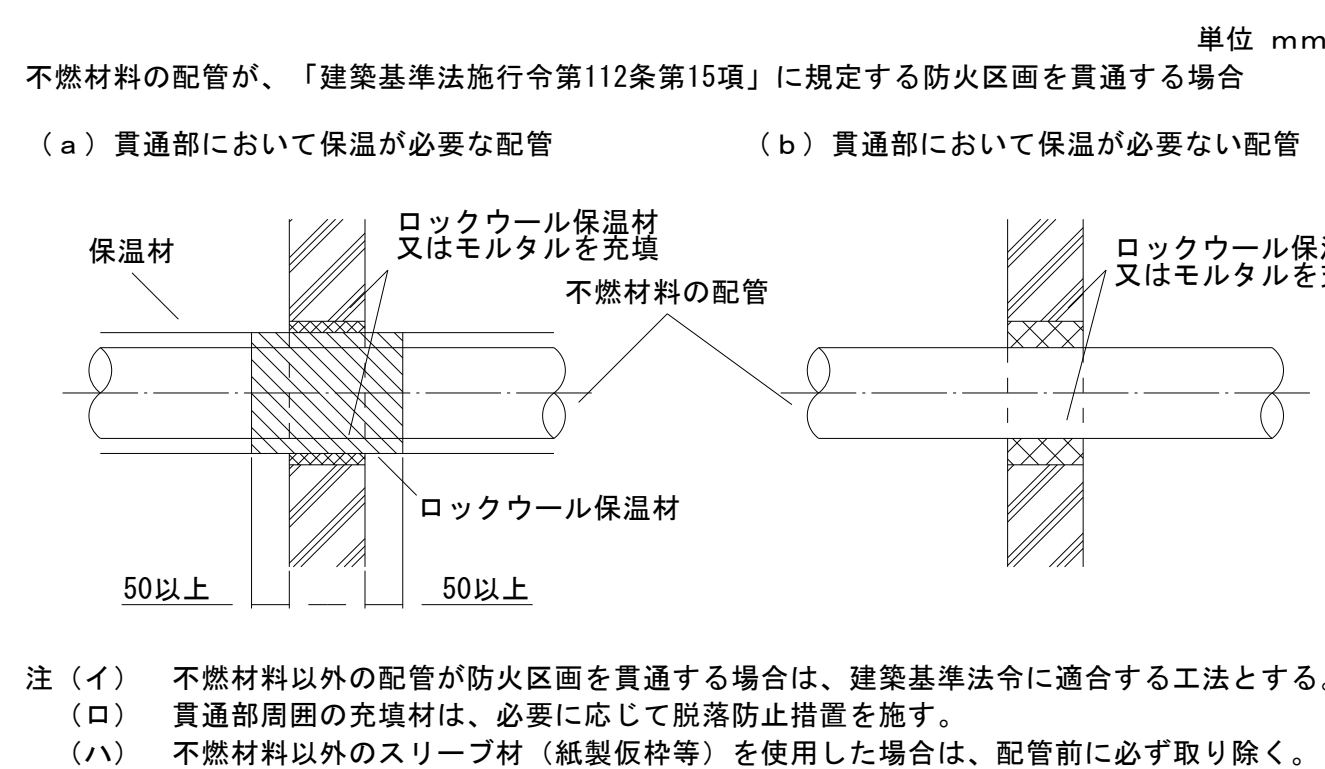 単位 mm
不燃材料の配管が、「建築基準法施行令第112条第15項」に規定する防火区画を貫通する場合
（a）貫通部において保温が必要な配管
（b）貫通部において保温が必要ない配管
ロックウール保温材
又はモルタルを充填
保温材
不燃材料の配管
ロックウール保温
又はモルタルを充
ロックウール保温材
50以上
50以上
注（イ） 不燃材料以外の配管が防火区画を貫通する場合は、建築基準法令に適合する工法とする。
（ロ） 貫通部周囲の充填材は、必要に応じて脱落防止措置を施す。
（ハ） 不燃材料以外のスリーブ材（紙製仮枠等）を使用した場合は、配管前に必ず取り除く。